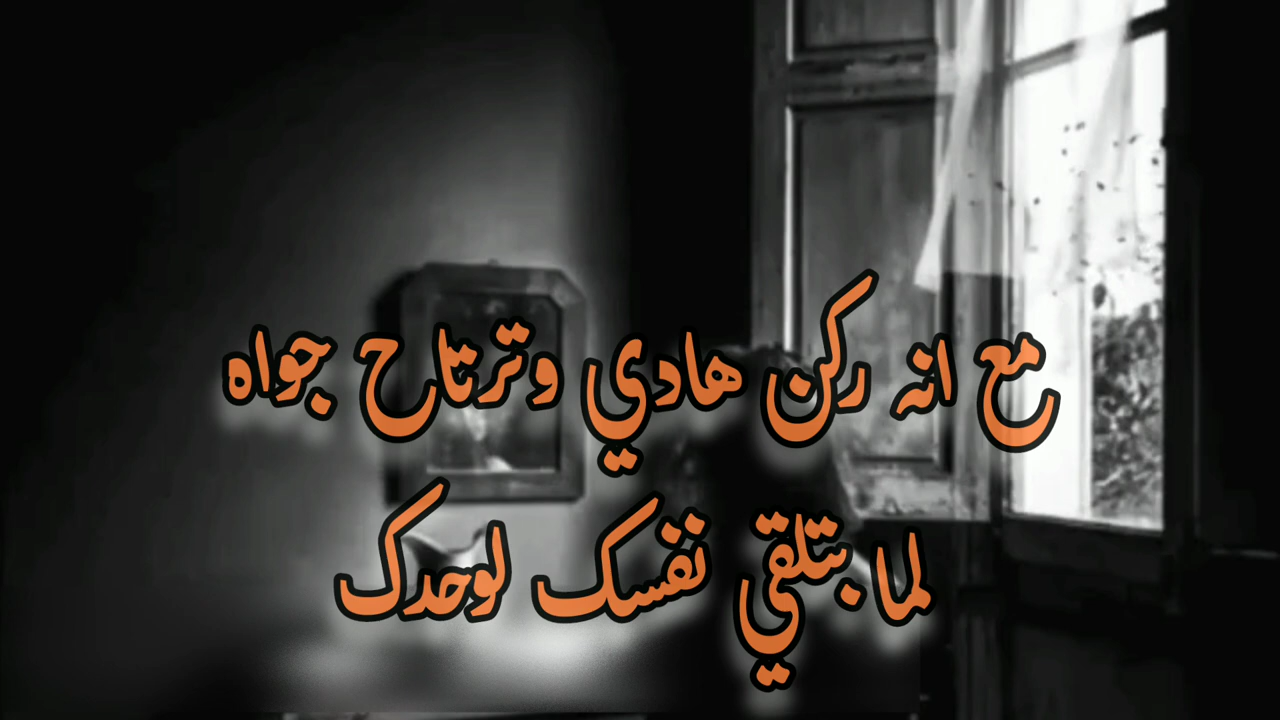 مع انه ركن هادي وترتاح جواه
لما بتلقي نفسك لوحدك